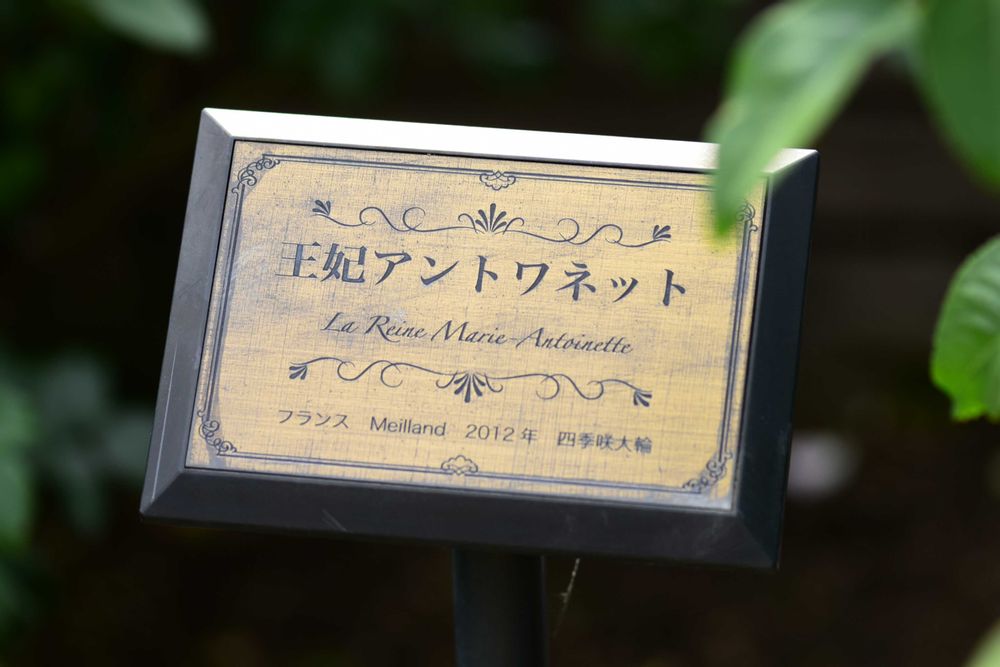 王妃アントワネット
La Reine Marie-Antoinette
フランス Meilland 2012年 四季咲大輪